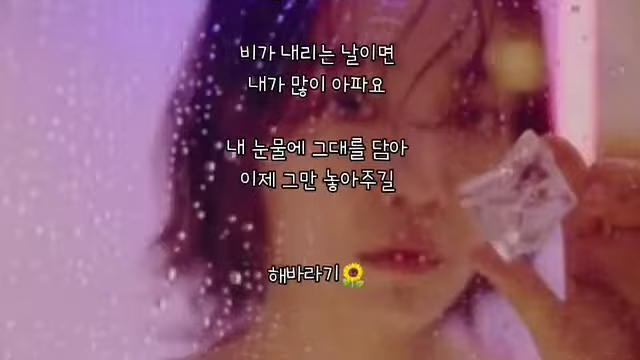 비가 내리는 날이면
내가 많이 아파요
내 눈물에 그대를 담아
이제 그만 놓아주길
해바라기🌻